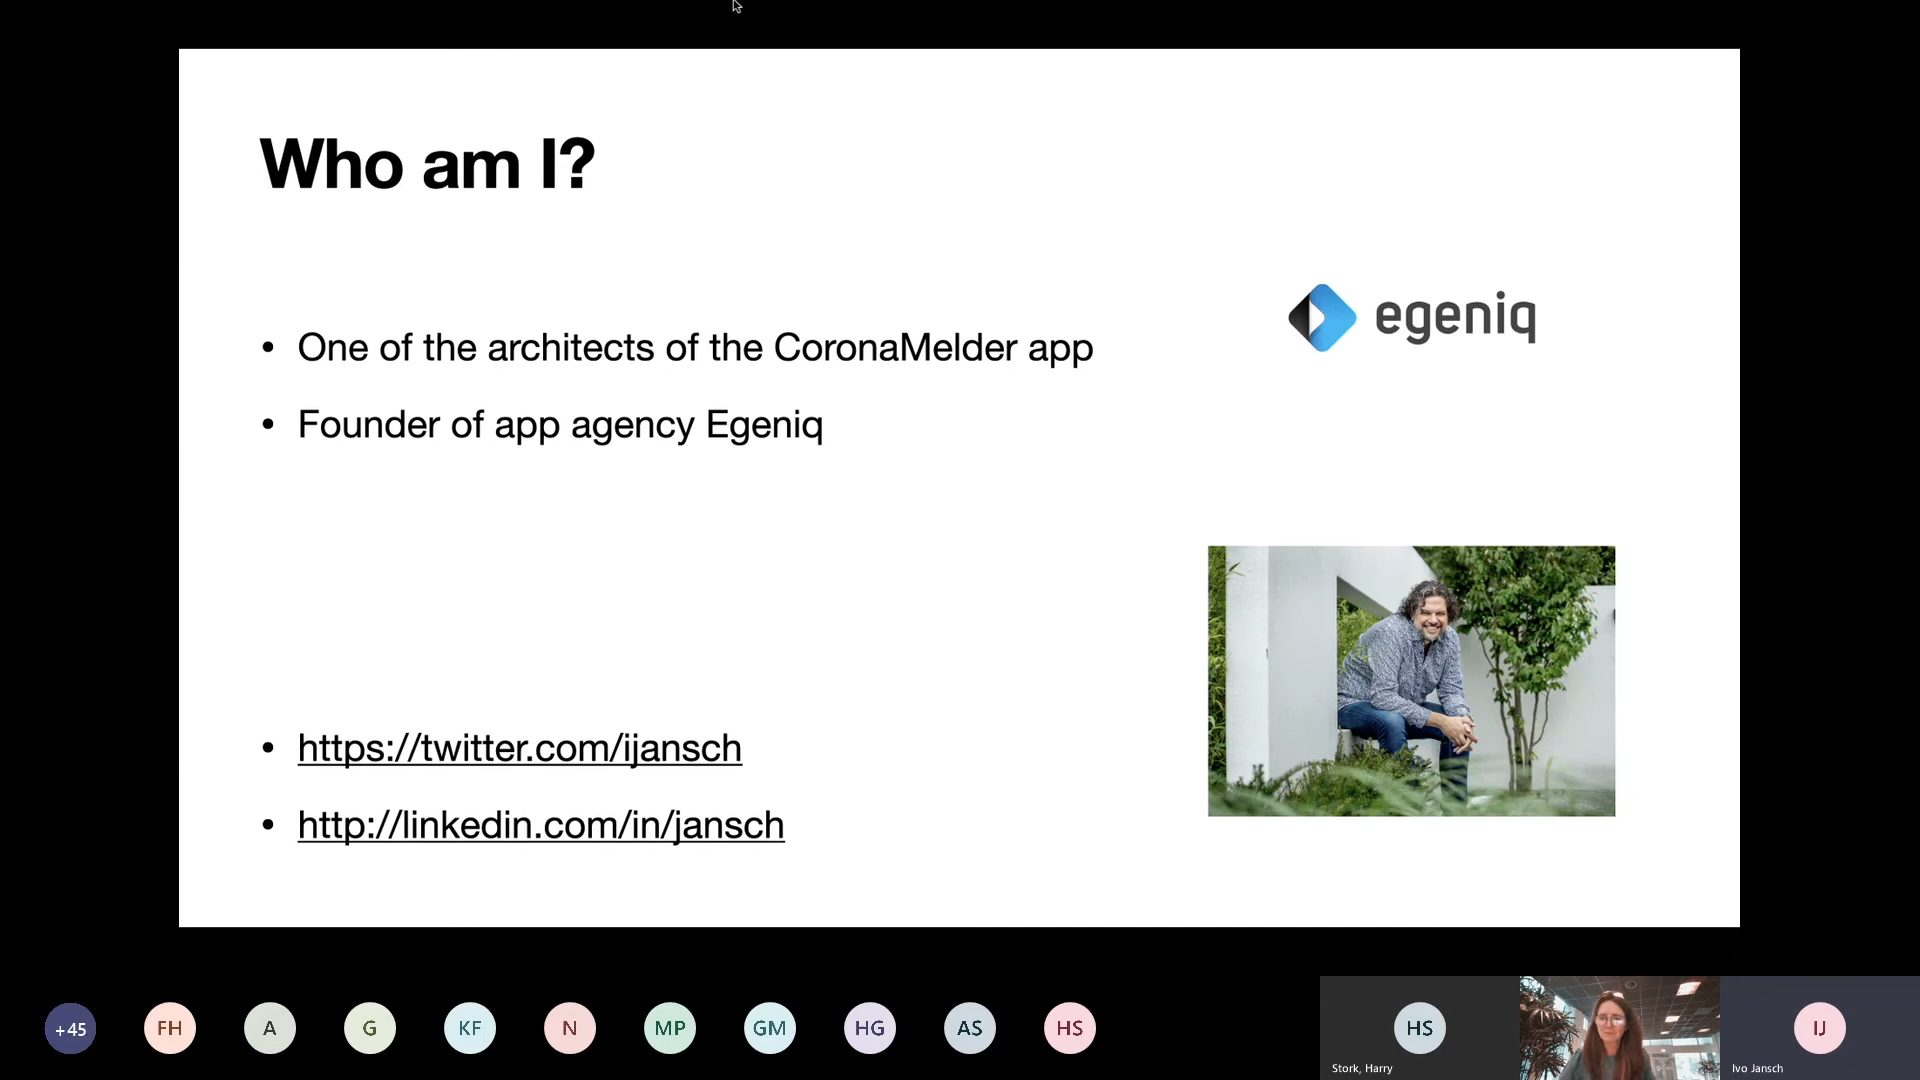 Who am I?
• One of the architects of the CoronaMelder app
• Founder of app agency Egeniq
egeniq
• https://twitter.com/ijansch
• http://linkedin.com/in/jansch
+45
FH
A
G
KF
N
MP
GM
HG
AS
HS
HS
IJ
Stork, Harry
Ivo Jansch